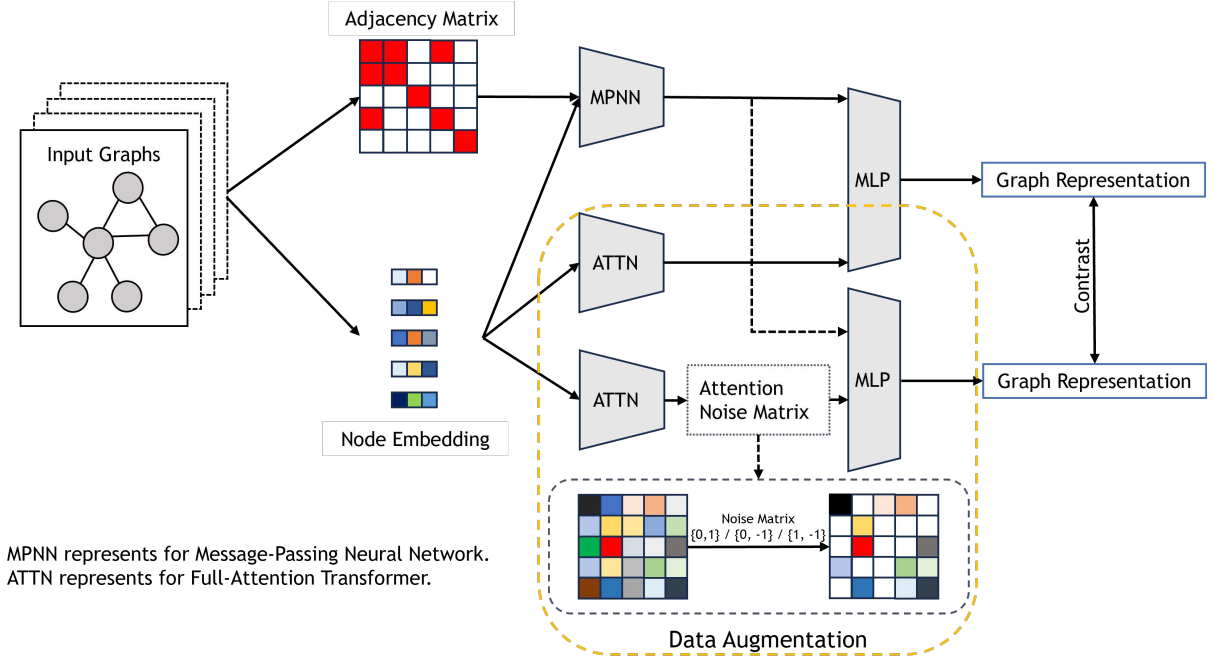 Adjacency Matrix
Input Graphs
MPNN
MLP
Graph Representation
ATTN
Contrast
ATTN
Attention
Noise Matrix
MLP
Graph Representation
Node Embedding
Noise Matrix
{0,1} / {0, -1} / {1, -1}
MPNN represents for Message-Passing Neural Network.
ATTN represents for Full-Attention Transformer.
Data Augmentation